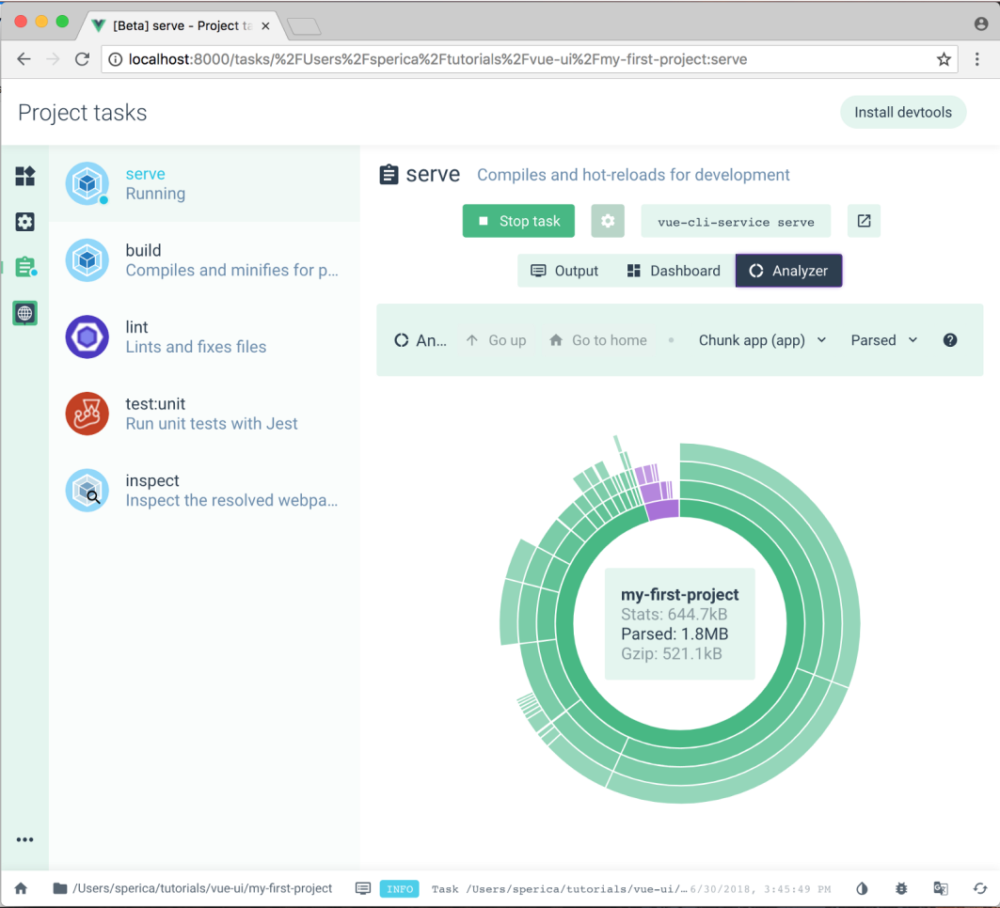 [Beta] serve - Project ta
localhost:8000/tasks/%2FUsers%2Fsperica%2Ftutorials%2Fvue-ui%2Fmy-first-project:serve
Project tasks
Install devtools
serve
Running
build
Compiles and minifies for p...
lint
Lints and fixes files
test:unit
Run unit tests with Jest
inspect
Inspect the resolved webpa...
serve Compiles and hot-reloads for development
Stop task
vue-cli-service serve
Output
Dashboard
Analyzer
An...
Go up
Go to home
Chunk app (app)
Parsed
my-first-project
Stats: 644.7kB
Parsed: 1.8MB
Gzip: 521.1kB
/Users/sperica/tutorials/vue-ui/my-first-project
INFO
Task /Users/sperica/tutorials/vue-ui/…
6/30/2018, 3:45:49 PM